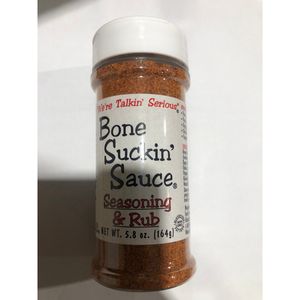 "We're Talkin' Serious"
Bone
Suckin'
Sauce®
Seasoning
& Rub
NET WT. 5.8 oz. (164g)